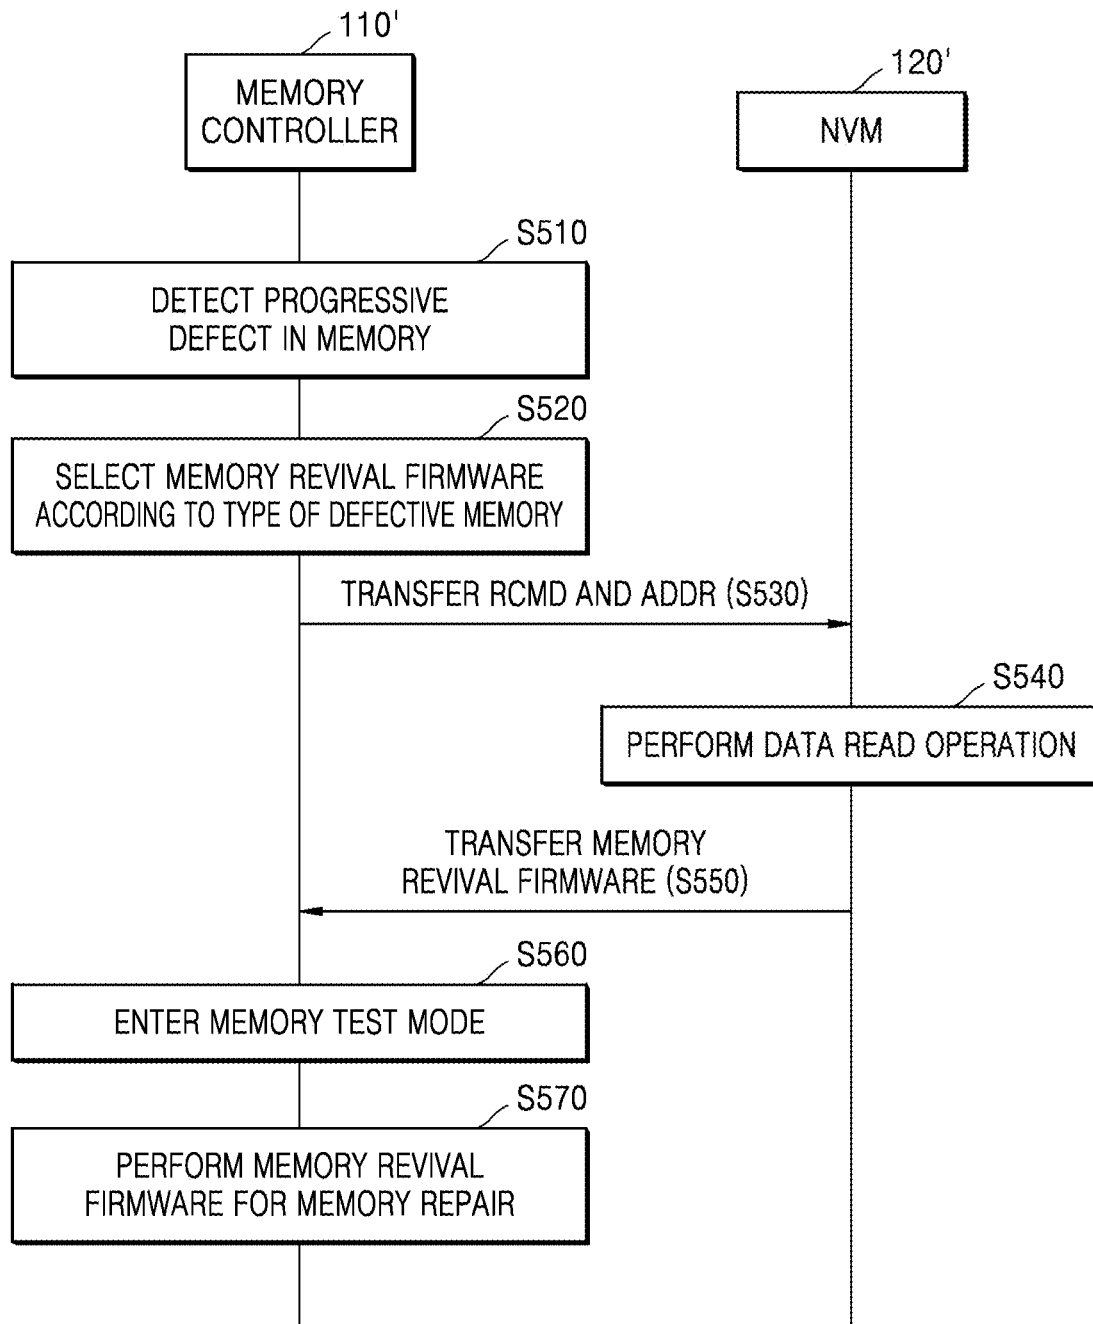 110'
MEMORY
CONTROLLER
120'
NVM
S510
DETECT PROGRESSIVE
DEFECT IN MEMORY
S520
SELECT MEMORY REVIVAL FIRMWARE
ACCORDING TO TYPE OF DEFECTIVE MEMORY
TRANSFER RCMD AND ADDR (S530)
S540
PERFORM DATA READ OPERATION
TRANSFER MEMORY
REVIVAL FIRMWARE (S550)
S560
ENTER MEMORY TEST MODE
S570
PERFORM MEMORY REVIVAL
FIRMWARE FOR MEMORY REPAIR